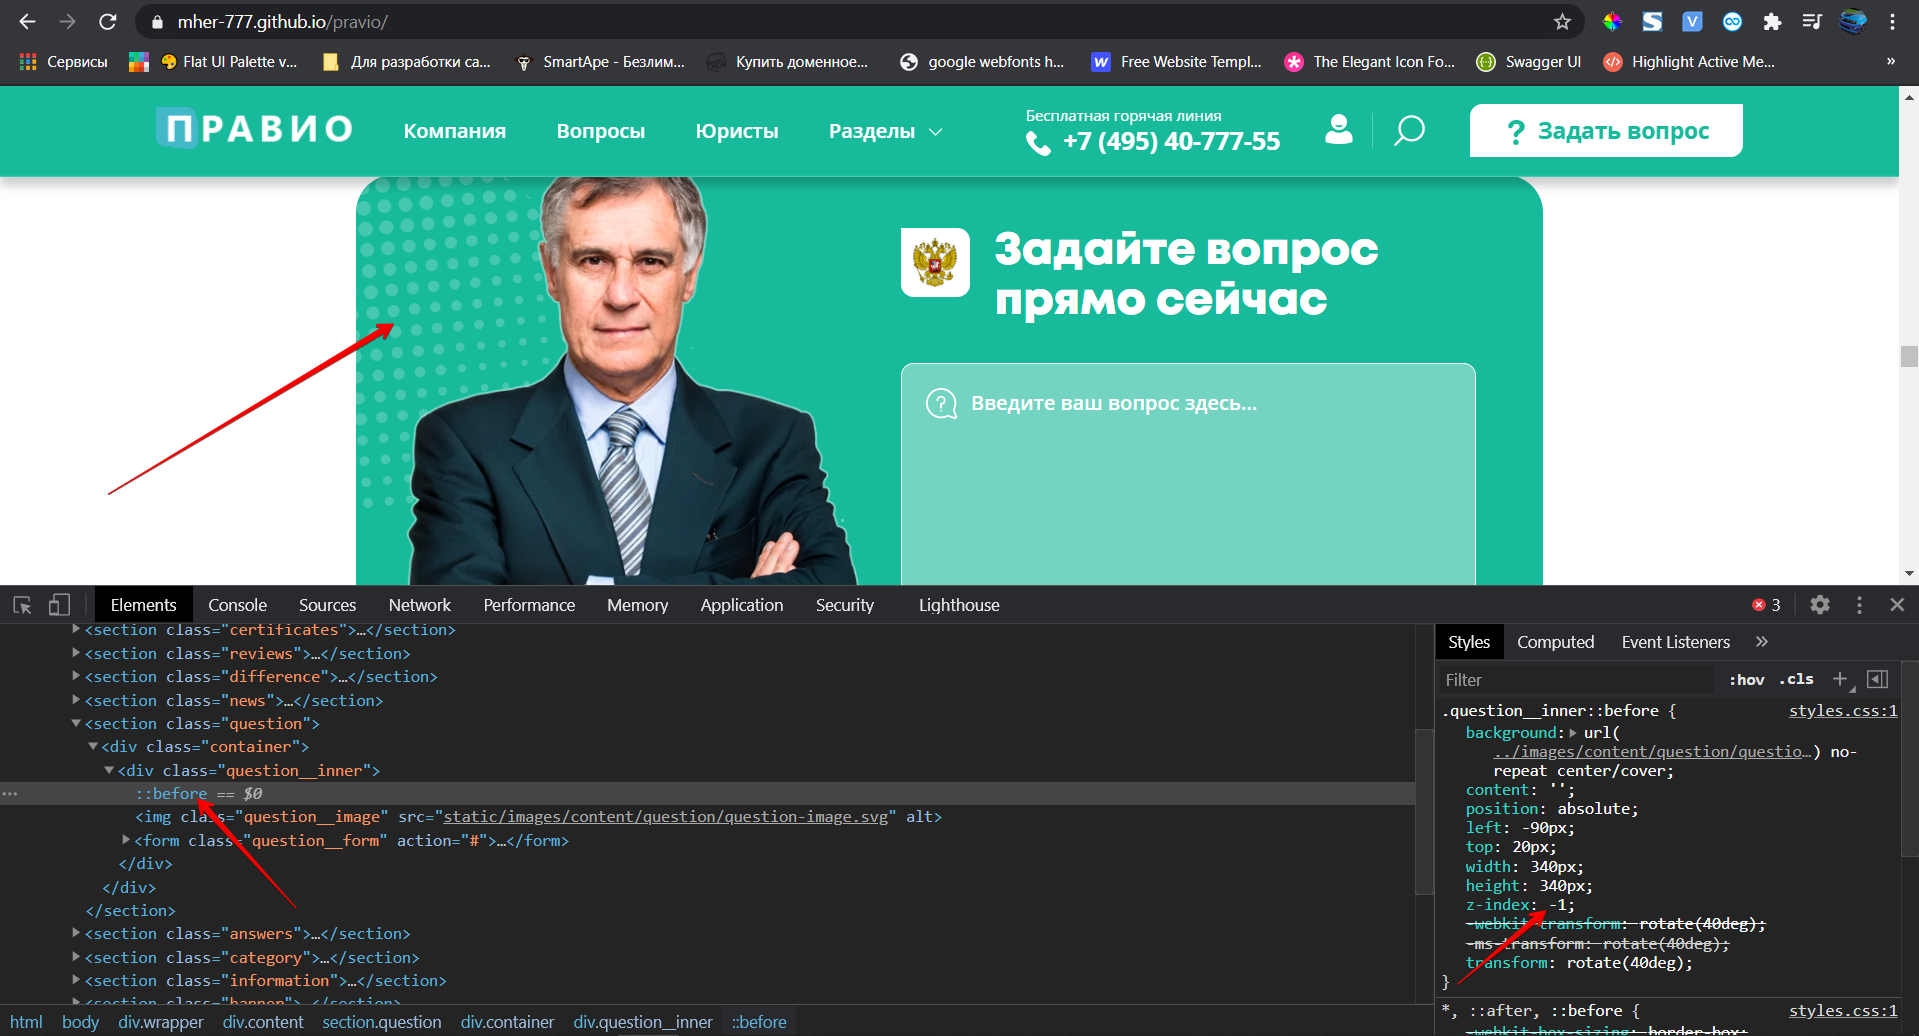 mher-777.github.io/pravio/
Сервисы
Flat UI Palette v...
Для разработки са...
SmartApe - Безлим...
Купить доменное...
google webfonts h...
Free Website Templ...
The Elegant Icon Fo...
Swagger UI
Highlight Active Me...
»
ПРАВИО
Компания
Вопросы
Юристы
Разделы
Бесплатная горячая линия
+7 (495) 40-777-55
? Задать вопрос
Задайте вопрос
прямо сейчас
Введите ваш вопрос здесь...
Elements Console Sources Network Performance Memory Application Security Lighthouse
3
<section class="certificates">…</section>
<section class="reviews">…</section>
<section class="difference">…</section>
<section class="news">…</section>
<section class="question">
<div class="container">
<div class="question__inner">
::before == $0
<img class="question__image" src="static/images/content/question/question-image.svg" alt>
<form class="question__form" action="#">…</form>
</div>
</div>
</section>
<section class="answers">…</section>
<section class="category">…</section>
<section class="information">…</section>
<section class="banner">…</section>
html body div.wrapper div.content section.question div.container div.question__inner ::before
Styles Computed Event Listeners »
Filter
:hov .cls
.question__inner::before {
styles.css:1
background: url(
../images/content/question/questio…) no-
repeat center/cover;
content: '';
position: absolute;
left: -90px;
top: 20px;
width: 340px;
height: 340px;
z-index: -1;
-webkit-transform: rotate(40deg);
-ms-transform: rotate(40deg);
transform: rotate(40deg);
}
*, ::after, ::before {
styles.css:1
-webkit-box-sizing: border-box;